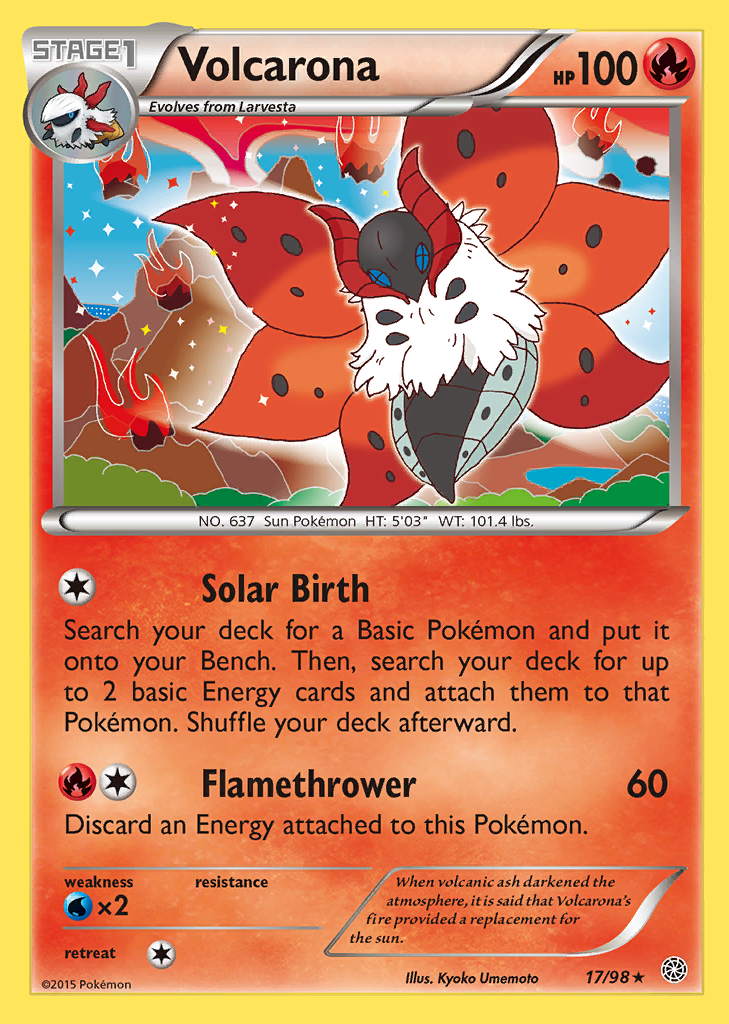 STAGE1
Volcarona
HP100
Evolves from Larvesta
NO. 637 Sun Pokémon HT: 5'03" WT: 101.4 lbs.
Solar Birth
Search your deck for a Basic Pokémon and put it
onto your Bench. Then, search your deck for up
to 2 basic Energy cards and attach them to that
Pokémon. Shuffle your deck afterward.
Flamethrower 60
Discard an Energy attached to this Pokémon.
weakness resistance
×2
retreat
When volcanic ash darkened the
atmosphere, it is said that Volcarona's
fire provided a replacement for
the sun.
©2015 Pokémon Illus. Kyoko Umemoto 17/98 ★